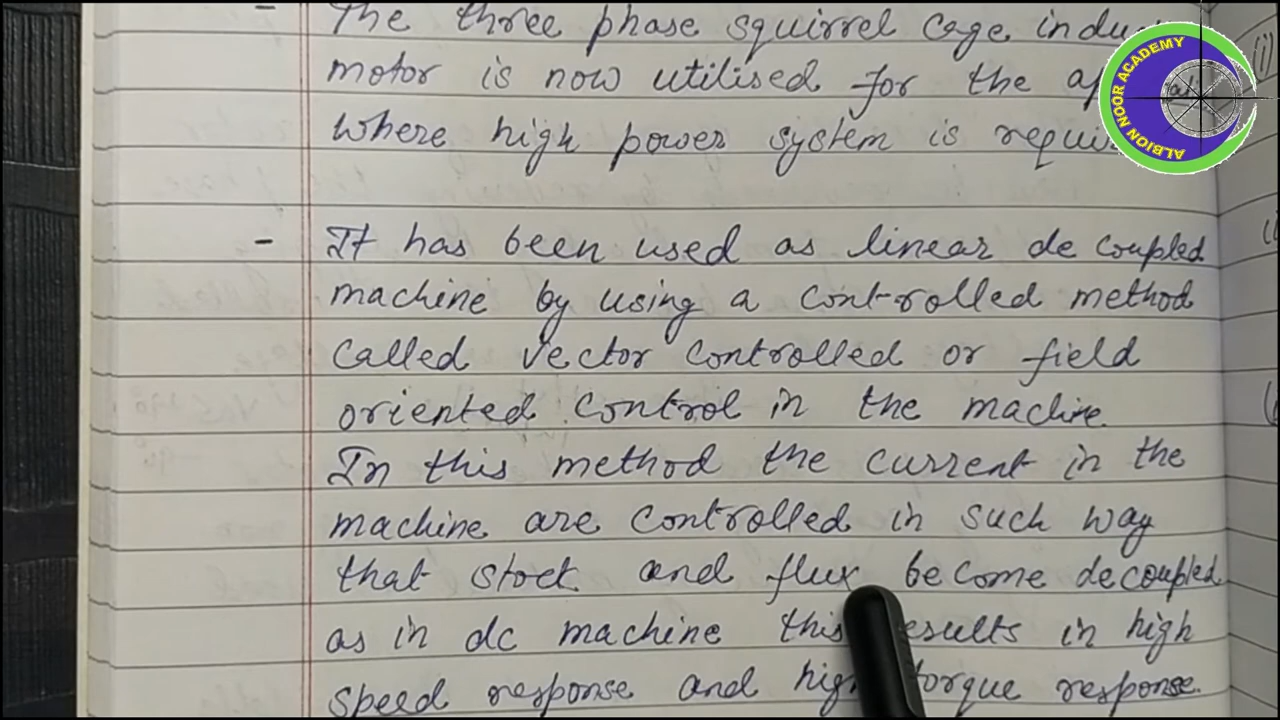 - The three phase squirrel cage indu
motor is now utilised for the ap
where high power system is requi
- It has been used as linear de coupled
machine by using a controlled method
called vector controlled or field
oriented control in the machine.
In this method the current in the
machine are controlled in such way
that stock and flux become decoupled
as in dc machine this results in high
speed response and high torque response.
ALBION NOOR ACADEMY
(i)